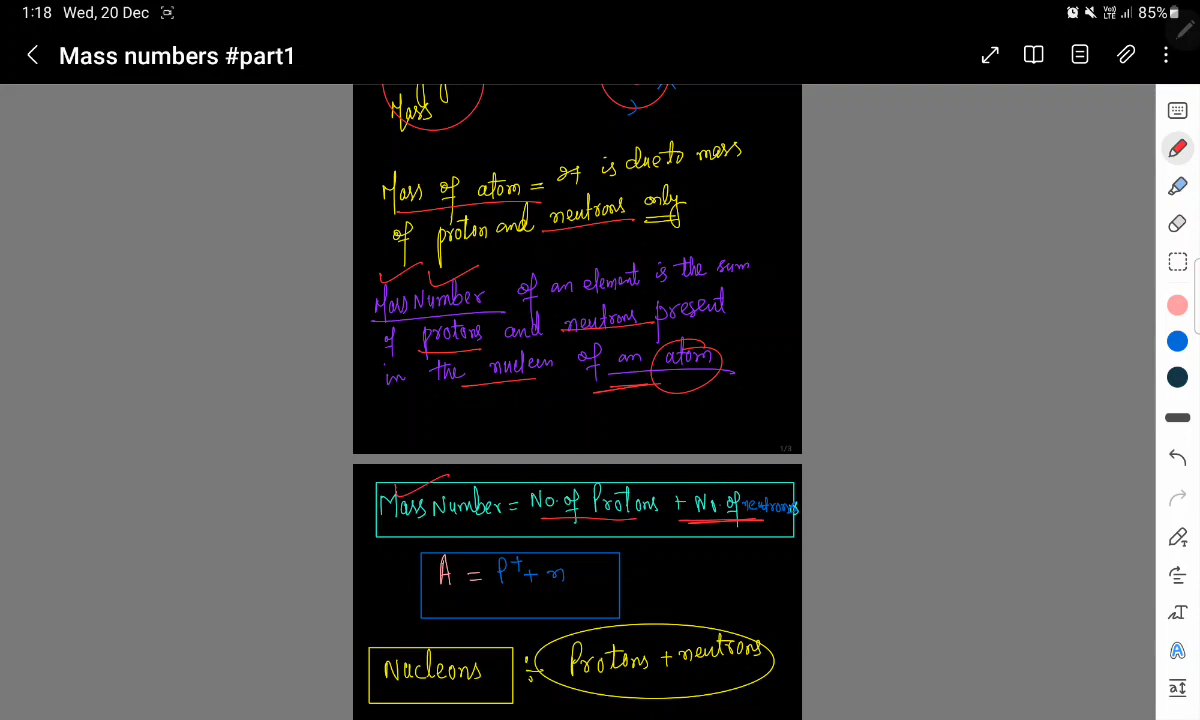 1:18 Wed, 20 Dec
85%
Mass numbers #part1
Mass
Mass of atom = It is due to mass
of proton and neutrons only
Mass Number of an element is the sum
of protons and neutrons present
in the nucleun of an atom
1/3
Mass Number = No. of Protons + No. of neutrons
A = P⁺ + n
Nucleons ÷ Protons + neutrons